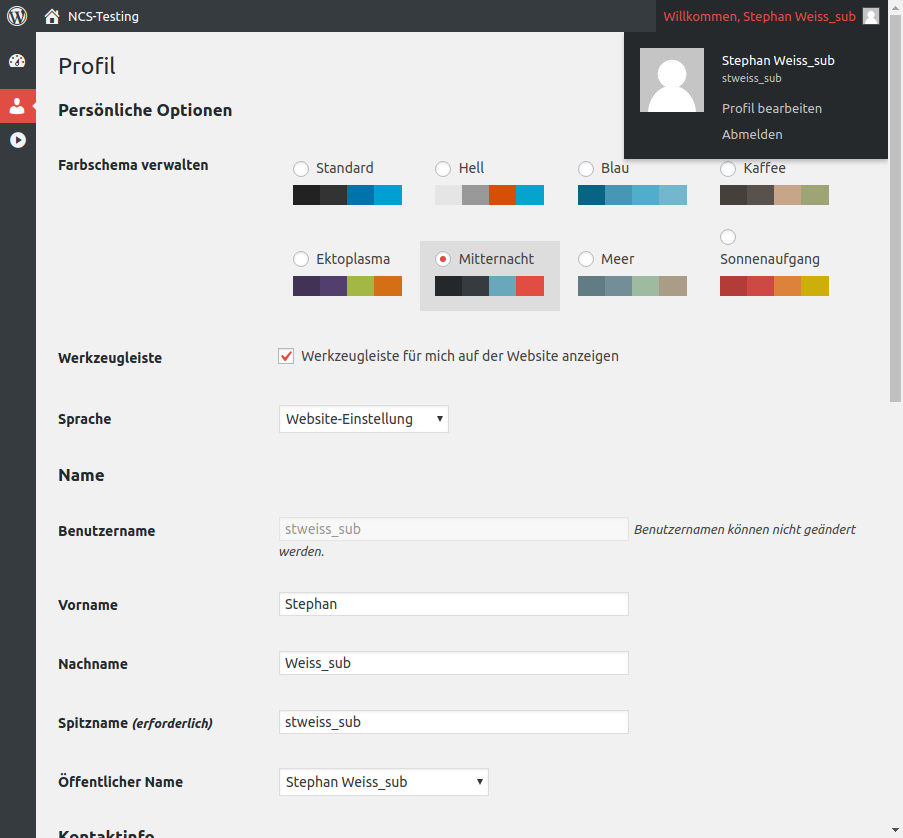 NCS-Testing
Willkommen, Stephan Weiss_sub
Stephan Weiss_sub
stweiss_sub
Profil bearbeiten
Abmelden
Profil
Persönliche Optionen
Farbschema verwalten
Standard
Hell
Blau
Kaffee
Ektoplasma
Mitternacht
Meer
Sonnenaufgang
Werkzeugleiste
Werkzeugleiste für mich auf der Website anzeigen
Sprache
Website-Einstellung
Name
Benutzername
stweiss_sub
Benutzernamen können nicht geändert
werden.
Vorname
Stephan
Nachname
Weiss_sub
Spitzname (erforderlich)
stweiss_sub
Öffentlicher Name
Stephan Weiss_sub
Kontaktinfo